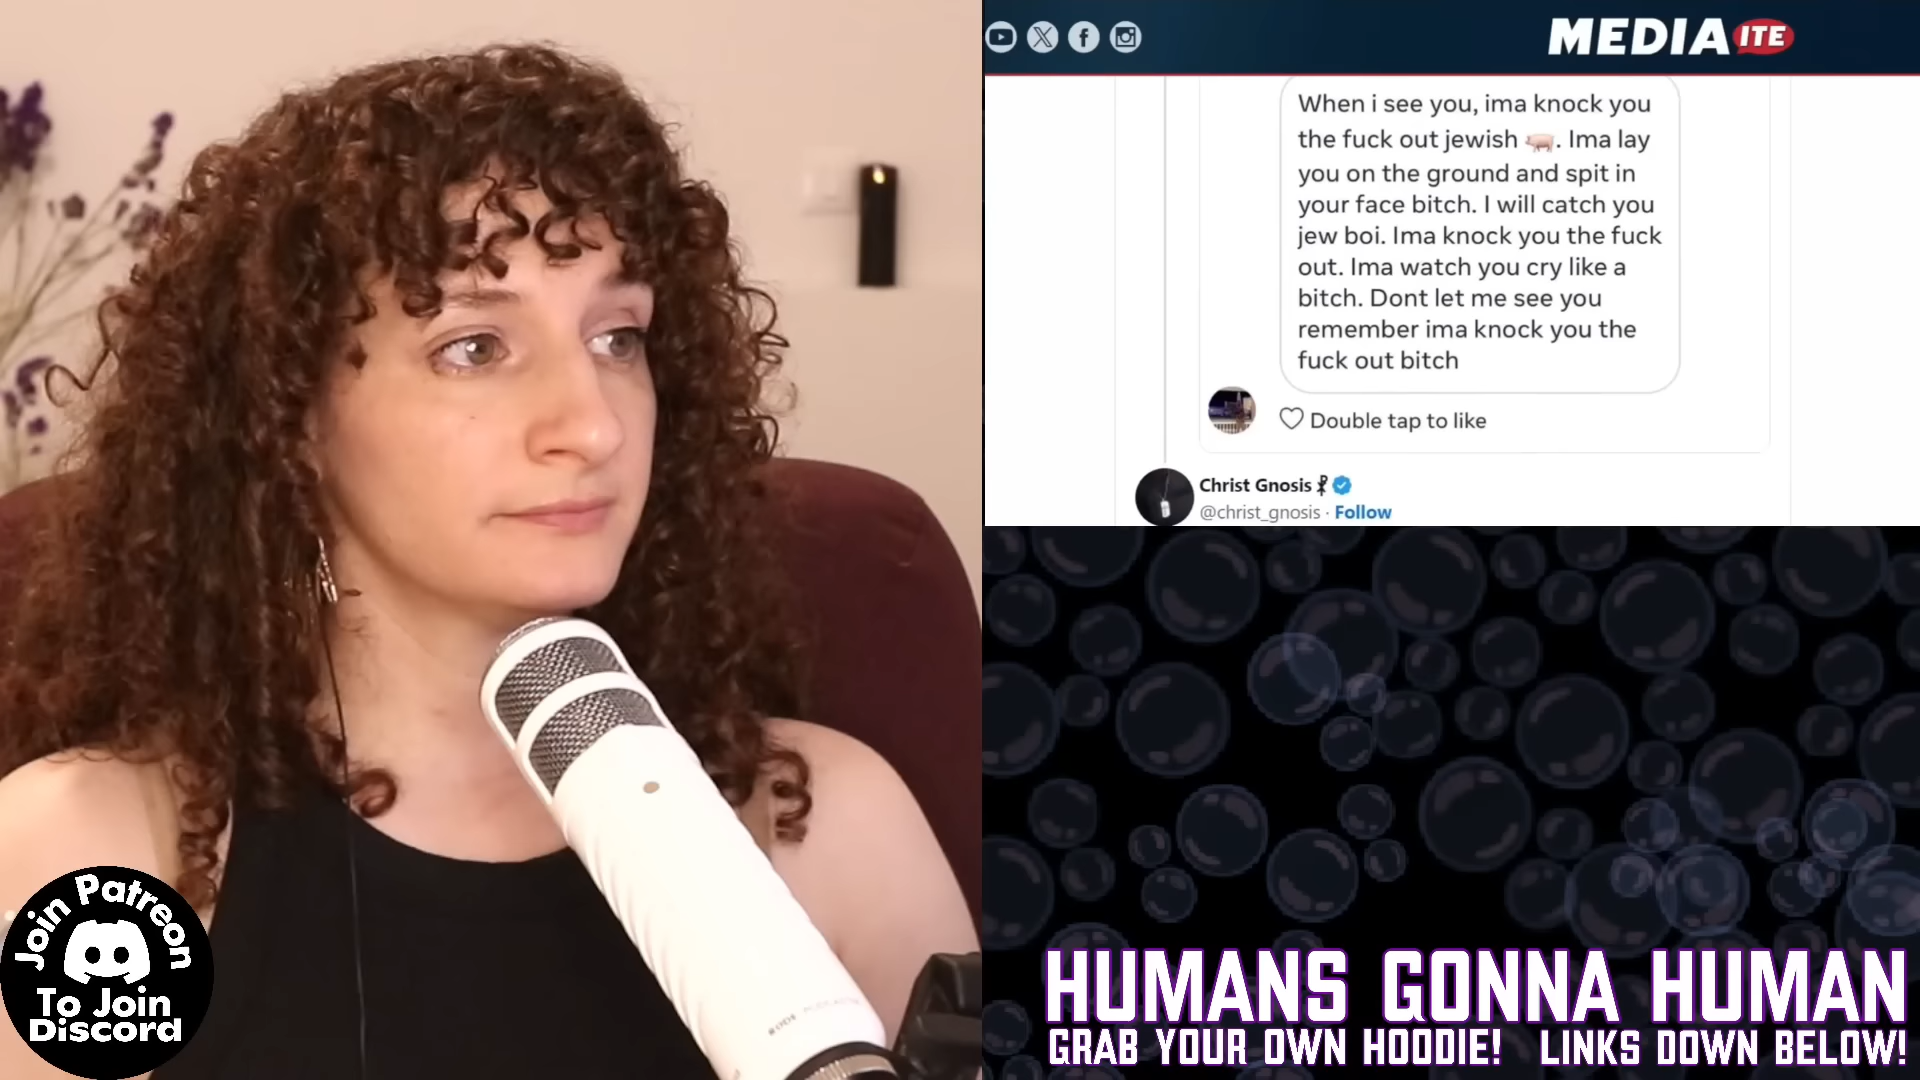 MEDIA ITE
When i see you, ima knock you
the fuck out jewish 🐖. Ima lay
you on the ground and spit in
your face bitch. I will catch you
jew boi. Ima knock you the fuck
out. Ima watch you cry like a
bitch. Dont let me see you
remember ima knock you the
fuck out bitch
Double tap to like
Christ Gnosis
@christ_gnosis · Follow
Join Patreon
To Join
Discord
HUMANS GONNA HUMAN
GRAB YOUR OWN HOODIE! LINKS DOWN BELOW!